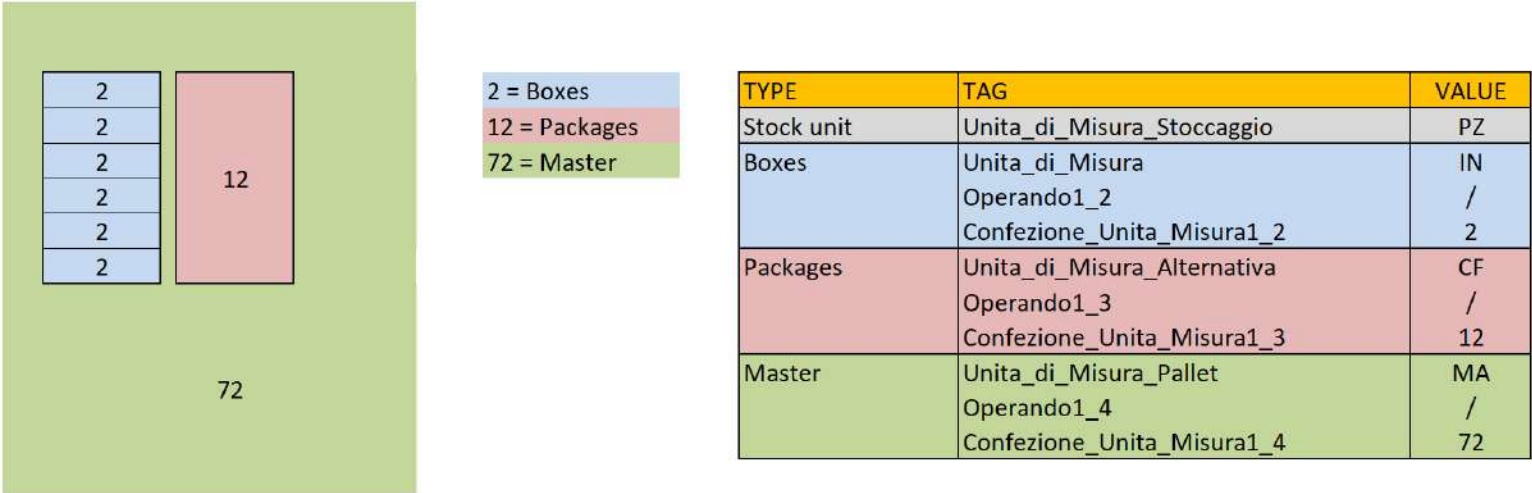 2
2
2
2
2
2
12
72
2 = Boxes
12 = Packages
72 = Master
TYPE TAG VALUE
Stock unit Unita_di_Misura_Stoccaggio PZ
Boxes Unita_di_Misura IN
Operando1_2 /
Confezione_Unita_Misura1_2 2
Packages Unita_di_Misura_Alternativa CF
Operando1_3 /
Confezione_Unita_Misura1_3 12
Master Unita_di_Misura_Pallet MA
Operando1_4 /
Confezione_Unita_Misura1_4 72